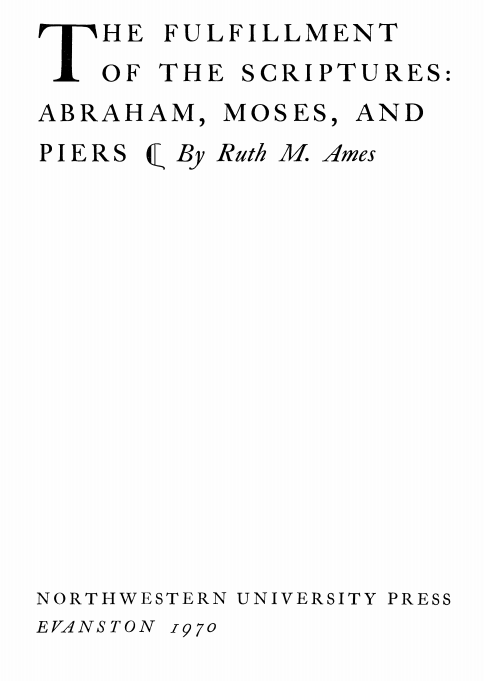 THE FULFILLMENT
OF THE SCRIPTURES:
ABRAHAM, MOSES, AND
PIERS ⁋ By Ruth M. Ames
NORTHWESTERN UNIVERSITY PRESS
EVANSTON 1970